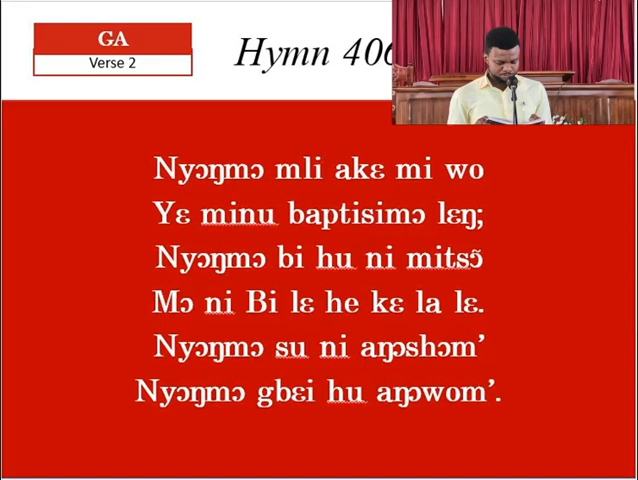 GA
Verse 2
Hymn 406
Nyɔŋmɔ mli akɛ mi wo
Yɛ minu baptisimɔ lɛŋ;
Nyɔŋmɔ bi hu ni mitsɔ̃
Mɔ ni Bi lɛ he kɛ la lɛ.
Nyɔŋmɔ su ni aŋɔshɔm’
Nyɔŋmɔ gbɛi hu aŋɔwom’.